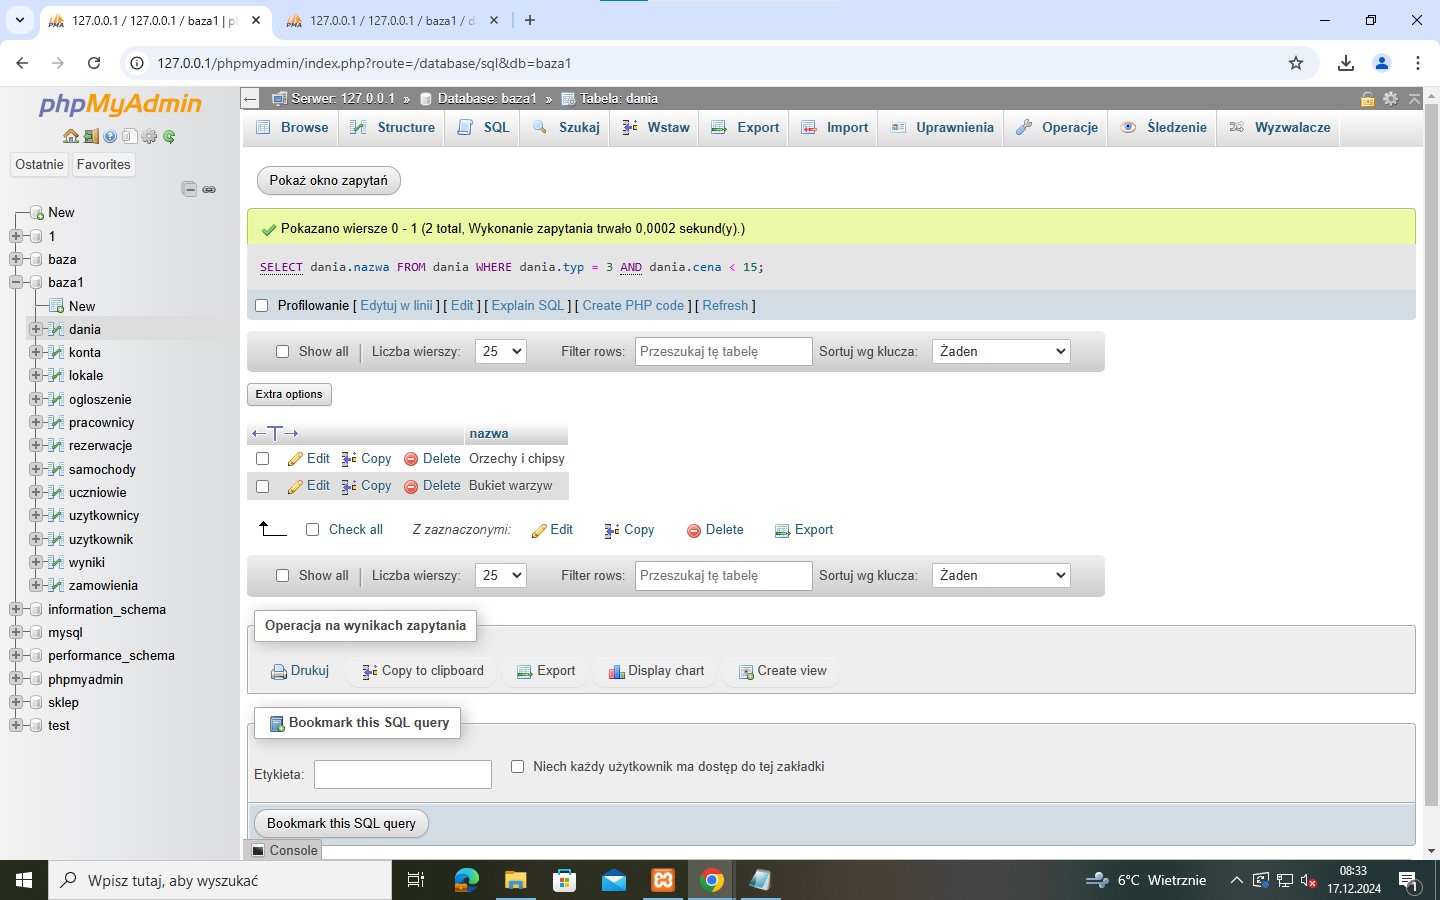 127.0.0.1 / 127.0.0.1 / baza1 | p
127.0.0.1 / 127.0.0.1 / baza1 / d
127.0.0.1/phpmyadmin/index.php?route=/database/sql&db=baza1
phpMyAdmin
Ostatnie Favorites
New
1
baza
baza1
New
dania
konta
lokale
ogloszenie
pracownicy
rezerwacje
samochody
uczniowie
uzytkownicy
uzytkownik
wyniki
zamowienia
information_schema
mysql
performance_schema
phpmyadmin
sklep
test
Serwer: 127.0.0.1 » Database: baza1 » Tabela: dania
Browse Structure SQL Szukaj Wstaw Export Import Uprawnienia Operacje Śledzenie Wyzwalacze
Pokaż okno zapytań
Pokazano wiersze 0 - 1 (2 total, Wykonanie zapytania trwało 0,0002 sekund(y).)
SELECT dania.nazwa FROM dania WHERE dania.typ = 3 AND dania.cena < 15;
Profilowanie [ Edytuj w linii ] [ Edit ] [ Explain SQL ] [ Create PHP code ] [ Refresh ]
Show all Liczba wierszy: 25 Filter rows: Przeszukaj tę tabelę Sortuj wg klucza: Żaden
Extra options
←T→ nazwa
Edit Copy Delete Orzechy i chipsy
Edit Copy Delete Bukiet warzyw
Check all Z zaznaczonymi: Edit Copy Delete Export
Show all Liczba wierszy: 25 Filter rows: Przeszukaj tę tabelę Sortuj wg klucza: Żaden
Operacja na wynikach zapytania
Drukuj Copy to clipboard Export Display chart Create view
Bookmark this SQL query
Etykieta: Niech każdy użytkownik ma dostęp do tej zakładki
Bookmark this SQL query
Console
Wpisz tutaj, aby wyszukać
6°C Wietrznie
08:33
17.12.2024
1